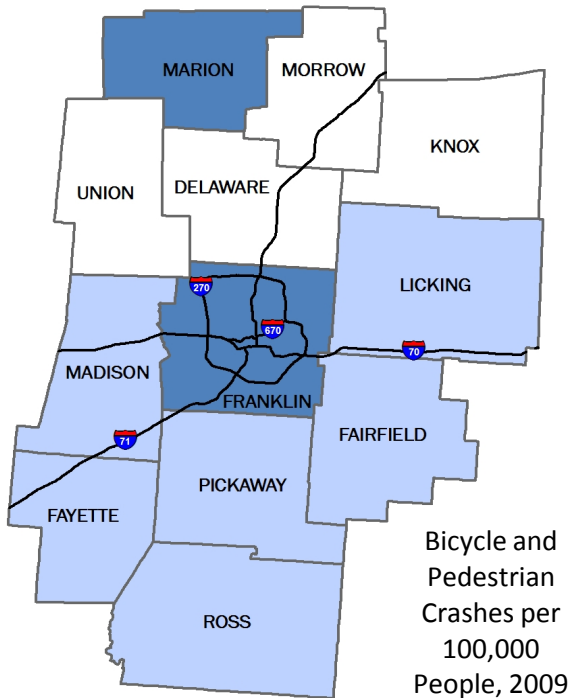 MARION
MORROW
KNOX
UNION
DELAWARE
270
LICKING
670
70
MADISON
FRANKLIN
71
FAIRFIELD
PICKAWAY
FAYETTE
ROSS
Bicycle and
Pedestrian
Crashes per
100,000
People, 2009